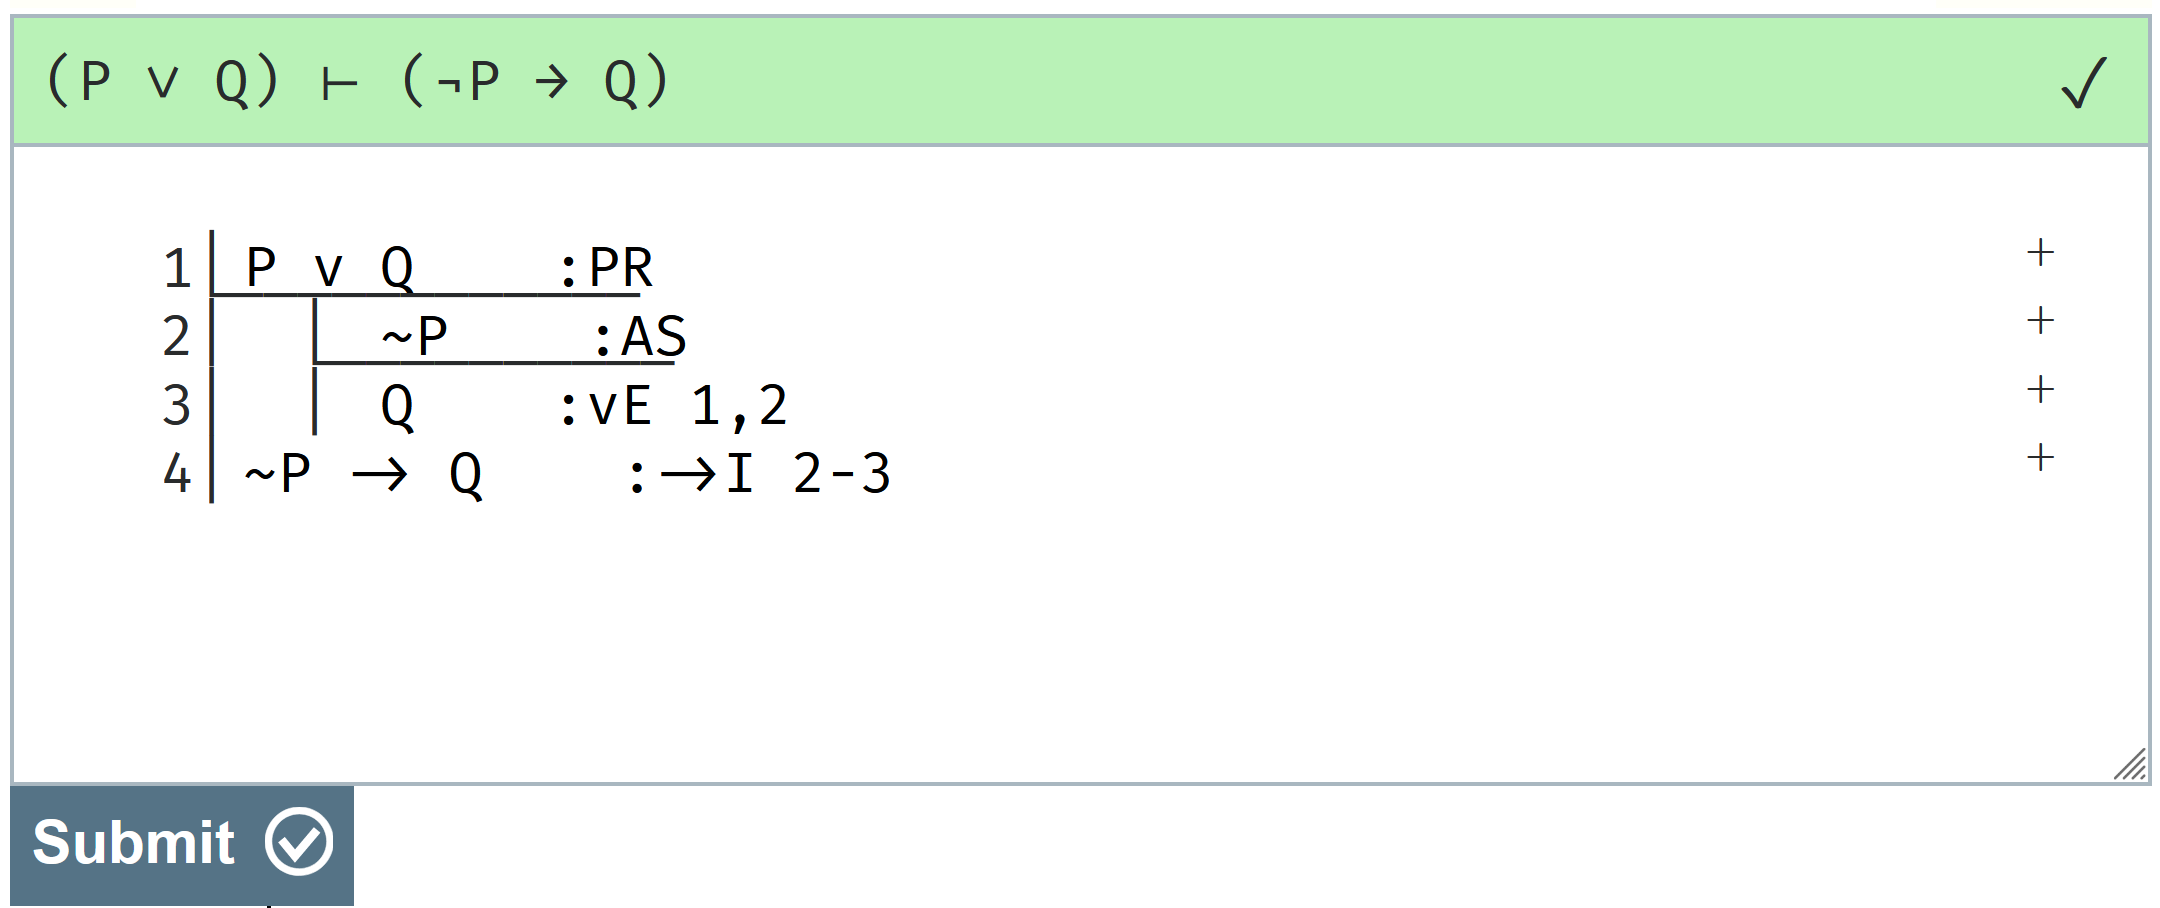 (P ∨ Q) ⊢ (¬P → Q) ✓
1 P v Q :PR +
2 ~P :AS +
3 Q :vE 1,2 +
4 ~P → Q :→I 2-3 +
Submit